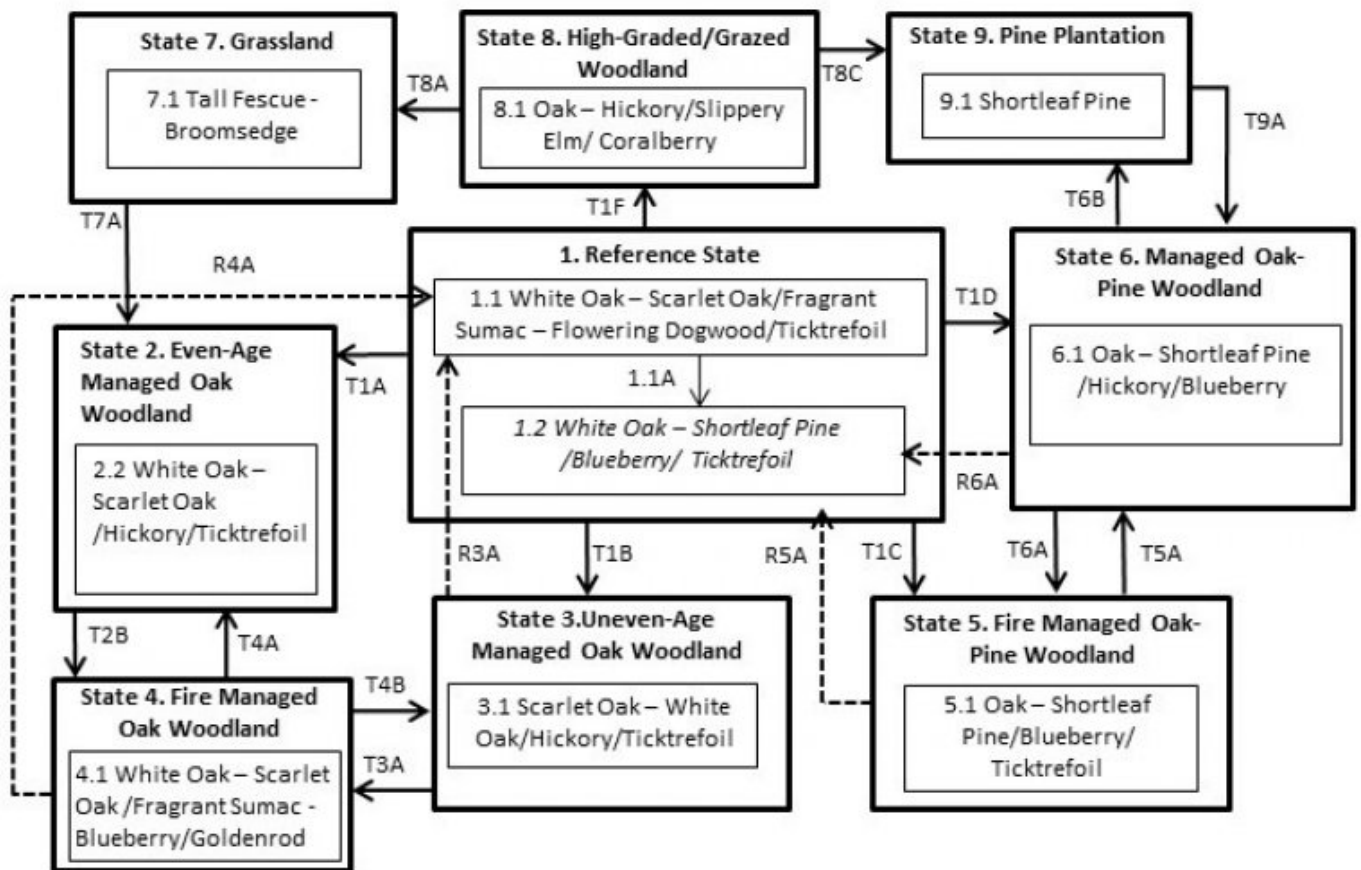 State 7. Grassland
7.1 Tall Fescue -
Broomsedge
T8A
State 8. High-Graded/Grazed
Woodland
8.1 Oak – Hickory/Slippery
Elm/ Coralberry
T8C
State 9. Pine Plantation
9.1 Shortleaf Pine
T9A
T7A
R4A
T1F
T6B
1. Reference State
1.1 White Oak – Scarlet Oak/Fragrant
Sumac – Flowering Dogwood/Ticktrefoil
1.1A
1.2 White Oak – Shortleaf Pine
/Blueberry/ Ticktrefoil
T1D
State 6. Managed Oak-
Pine Woodland
6.1 Oak – Shortleaf Pine
/Hickory/Blueberry
R6A
State 2. Even-Age
Managed Oak
Woodland
2.2 White Oak –
Scarlet Oak
/Hickory/Ticktrefoil
T1A
R3A
T1B
R5A
T1C
T6A
T5A
T2B
T4A
State 3.Uneven-Age
Managed Oak Woodland
3.1 Scarlet Oak – White
Oak/Hickory/Ticktrefoil
State 5. Fire Managed Oak-
Pine Woodland
5.1 Oak – Shortleaf
Pine/Blueberry/
Ticktrefoil
State 4. Fire Managed
Oak Woodland
4.1 White Oak – Scarlet
Oak /Fragrant Sumac -
Blueberry/Goldenrod
T4B
T3A